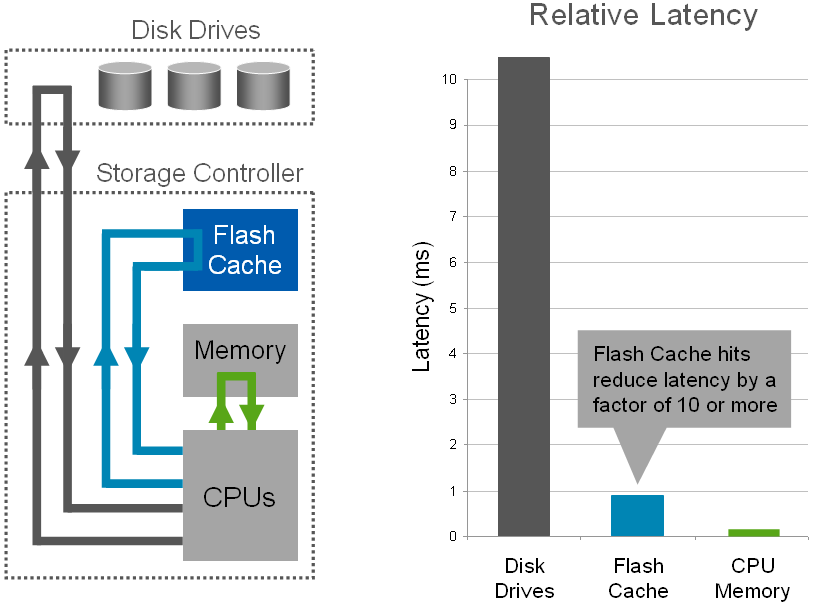 Disk Drives
Storage Controller
Flash
Cache
Memory
CPUs
Relative Latency
Latency (ms)
10
9
8
7
6
5
4
3
2
1
0
Flash Cache hits
reduce latency by a
factor of 10 or more
Disk
Drives
Flash
Cache
CPU
Memory